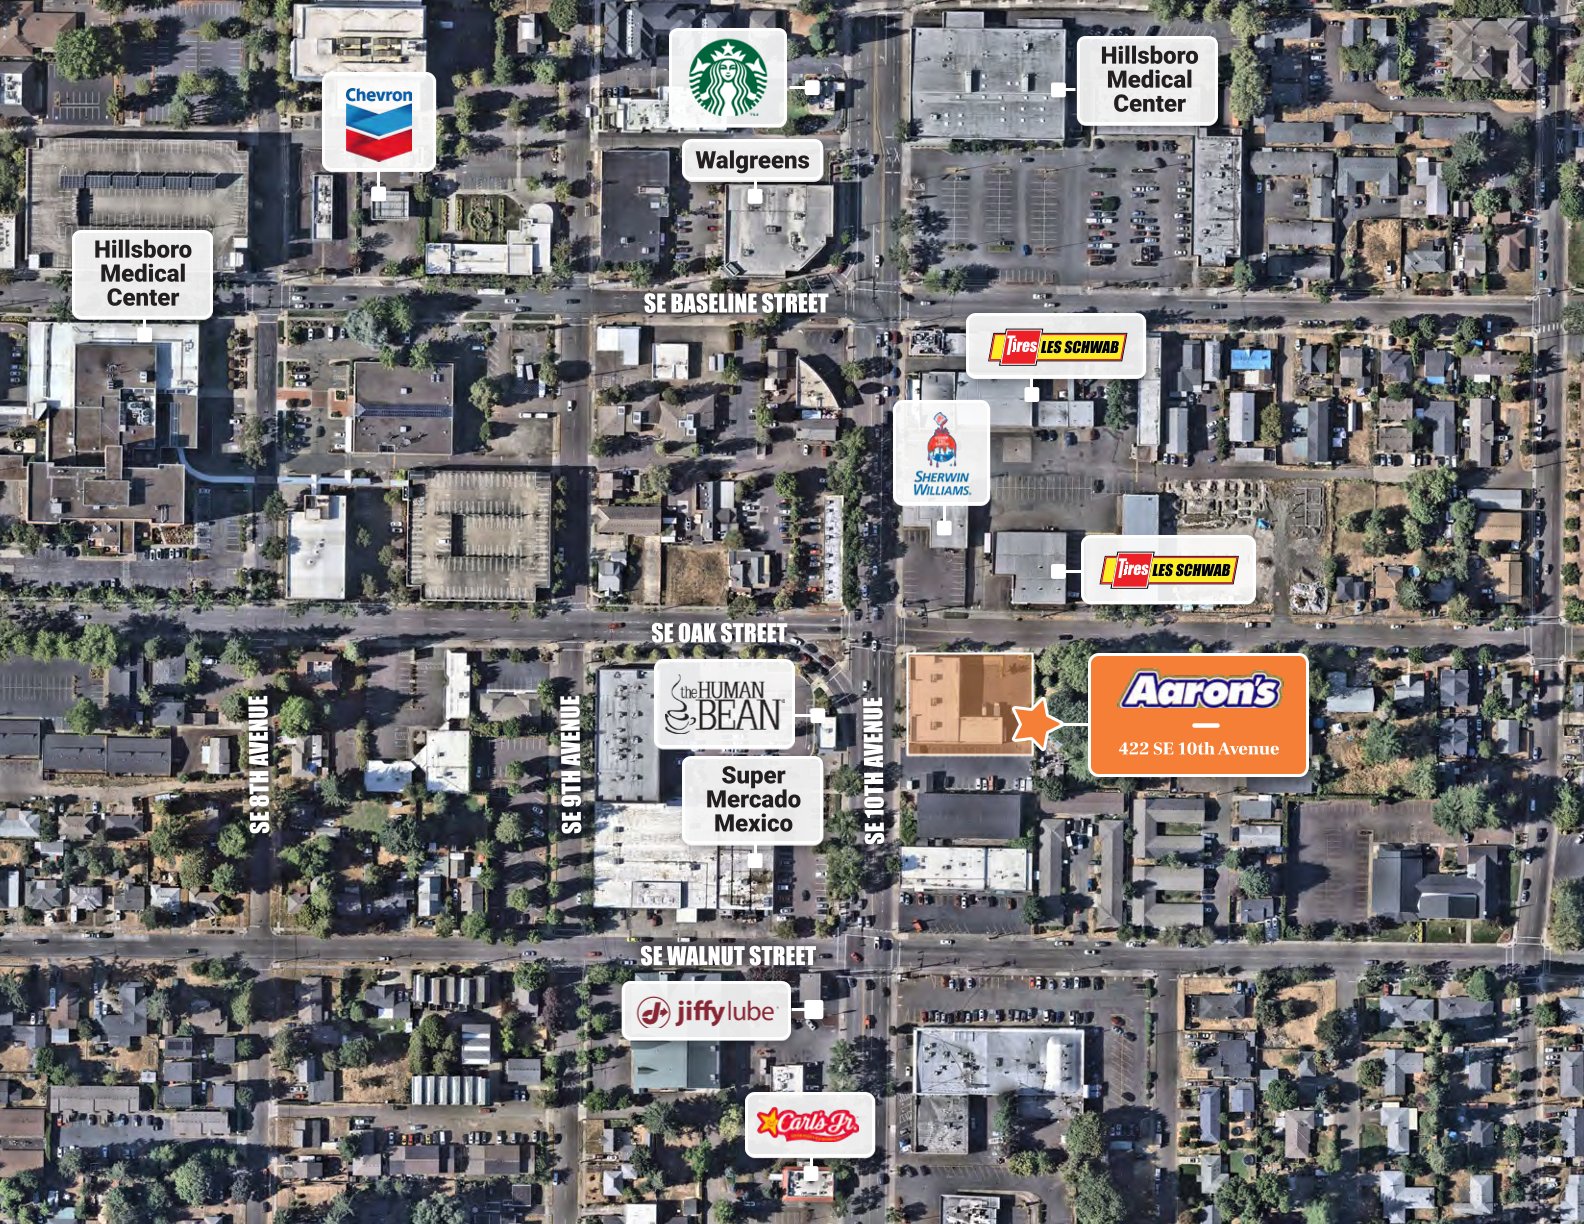 Chevron
Hillsboro
Medical
Center
Walgreens
Hillsboro
Medical
Center
SE BASELINE STREET
Tires LES SCHWAB
SHERWIN
WILLIAMS.
Tires LES SCHWAB
SE OAK STREET
the HUMAN
BEAN
Aaron's
422 SE 10th Avenue
SE 8TH AVENUE
SE 9TH AVENUE
SE 10TH AVENUE
Super
Mercado
Mexico
SE WALNUT STREET
jiffy lube
Carl's Jr.